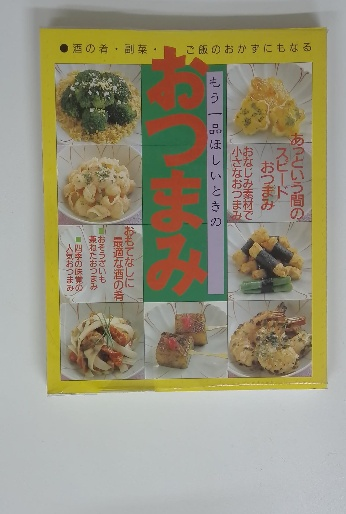 ●酒の肴・副菜・ご飯のおかずにもなる
もう一品ほしいときの
おつまみ
あっという間の
スピード
おつまみ
おなじみ素材で
小さなおつまみ
おもてなしに
最適な酒の肴
■おそうざいも
兼ねたおつまみ
■四季の味覚の
人気おつまみ